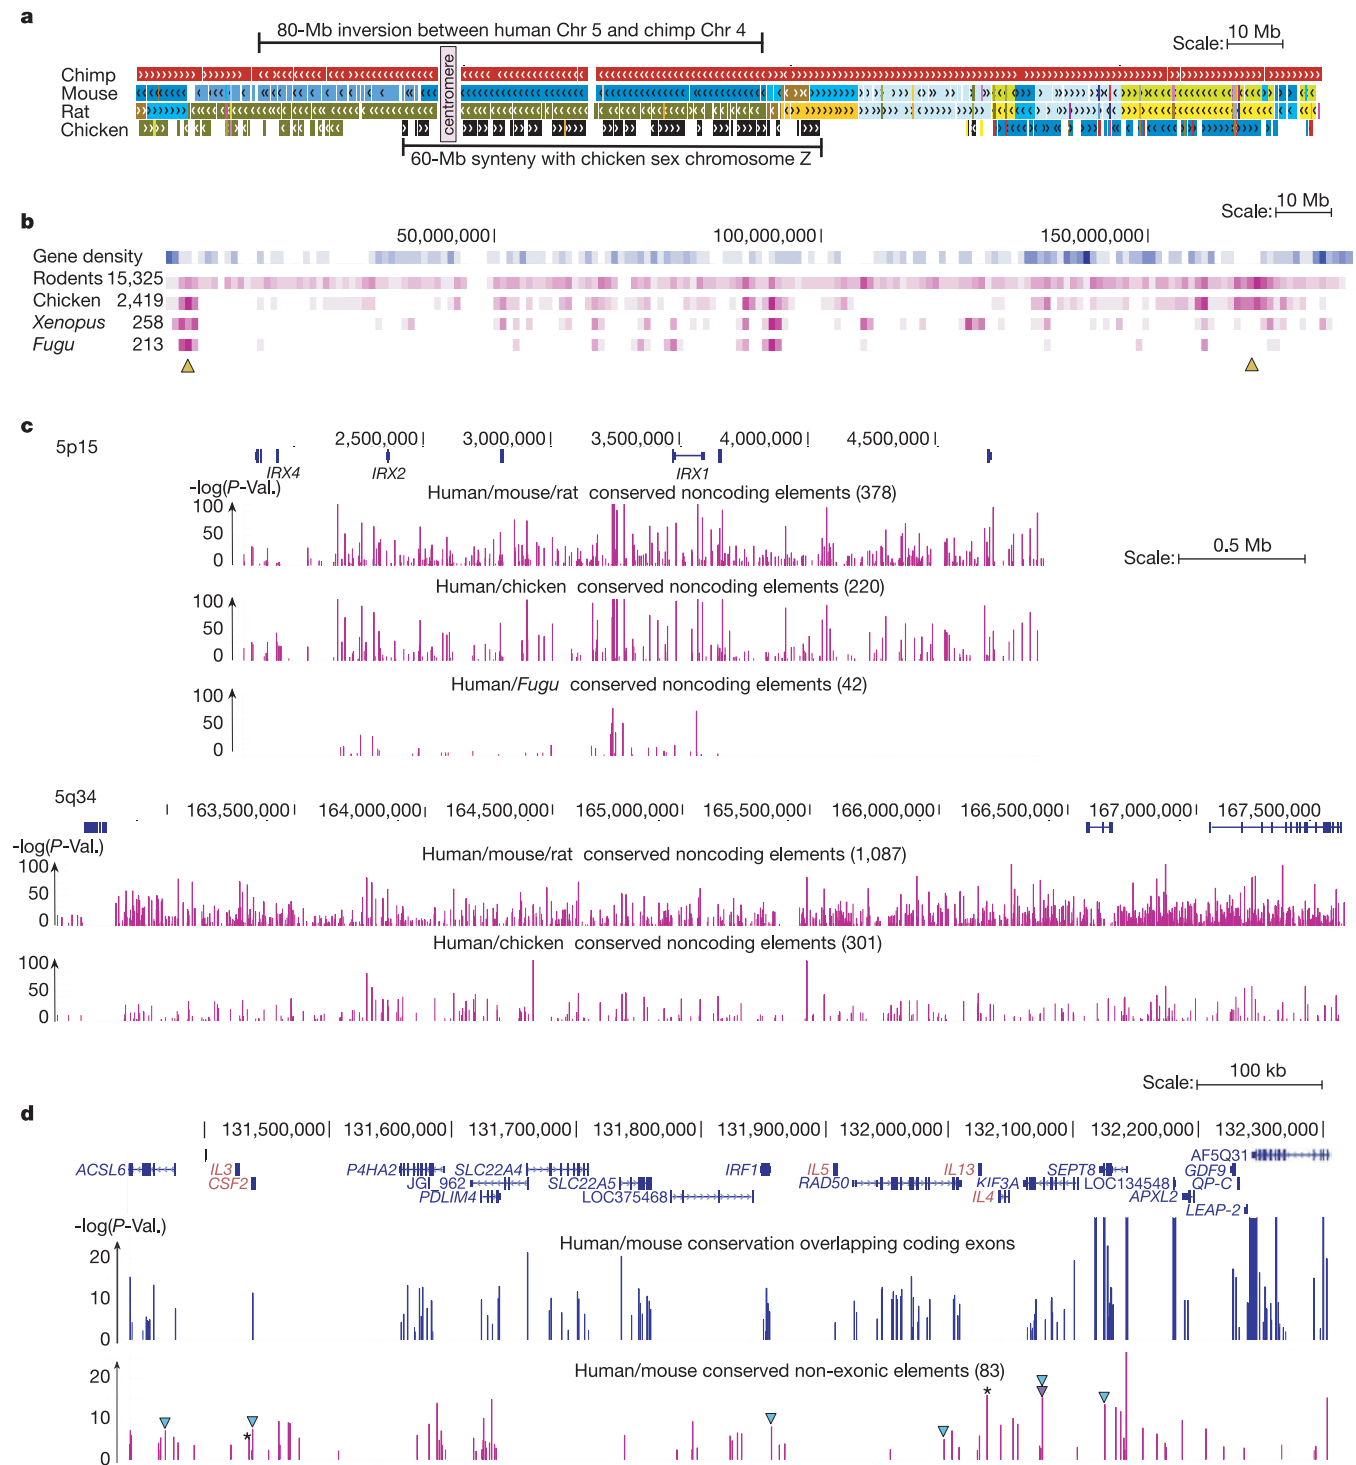 a
80-Mb inversion between human Chr 5 and chimp Chr 4
Scale: 10 Mb
Chimp
Mouse
Rat
Chicken
centromere
60-Mb synteny with chicken sex chromosome Z
b
Scale: 10 Mb
50,000,000 100,000,000 150,000,000
Gene density
Rodents 15,325
Chicken 2,419
Xenopus 258
Fugu 213
c
5p15
2,500,000 3,000,000 3,500,000 4,000,000 4,500,000
IRX4 IRX2 IRX1
-log(P-Val.)
Human/mouse/rat conserved noncoding elements (378)
100
50
0
Scale: 0.5 Mb
Human/chicken conserved noncoding elements (220)
100
50
0
Human/Fugu conserved noncoding elements (42)
100
50
0
5q34
163,500,000 164,000,000 164,500,000 165,000,000 165,500,000 166,000,000 166,500,000 167,000,000 167,500,000
-log(P-Val.)
Human/mouse/rat conserved noncoding elements (1,087)
100
50
0
Human/chicken conserved noncoding elements (301)
100
50
0
Scale: 100 kb
d
131,500,000 131,600,000 131,700,000 131,800,000 131,900,000 132,000,000 132,100,000 132,200,000 132,300,000
AF5Q31
ACSL6 IL3 P4HA2 SLC22A4 IRF1 IL5 IL13 SEPT8 GDF9
CSF2 JGI_962 SLC22A5 RAD50 KIF3A LOC134548 QP-C
PDLIM4 LOC375468 IL4 APXL2
LEAP-2
-log(P-Val.)
Human/mouse conservation overlapping coding exons
20
10
0
Human/mouse conserved non-exonic elements (83)
20
10
0
* *